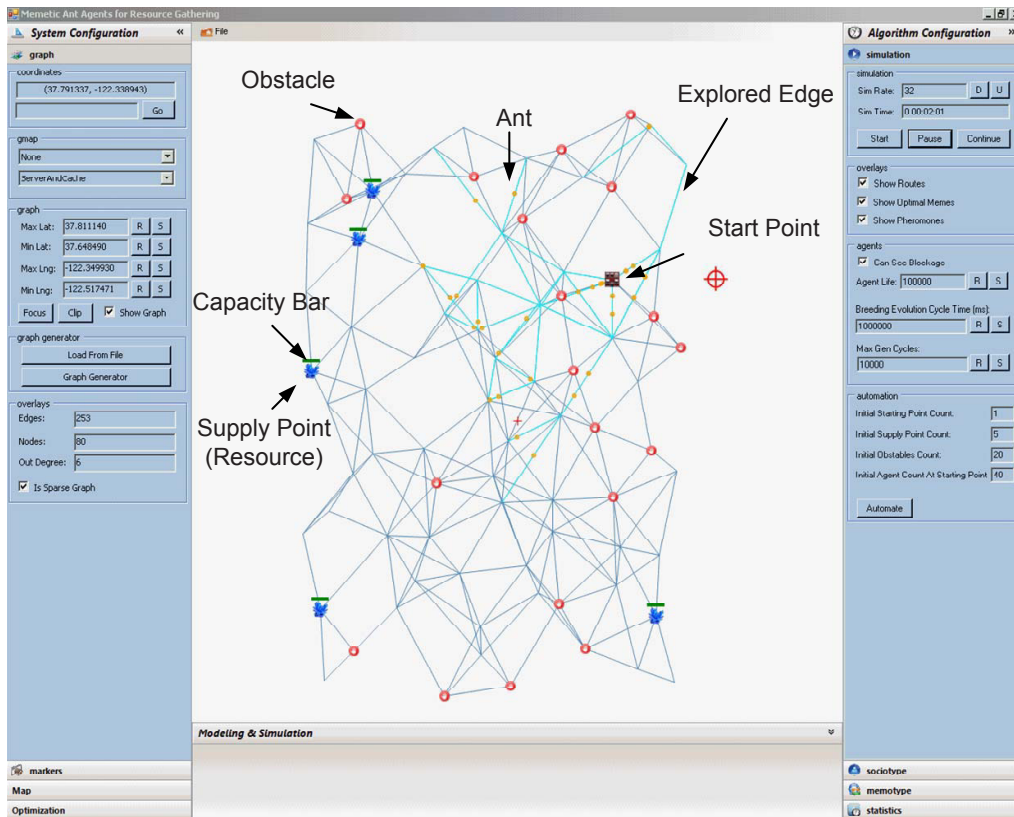 Memetic Ant Agents for Resource Gathering
System Configuration
graph
coordinates
(37.791337, -122.338943)
Go
gmap
None
ServerAndCache
graph
Max Lat: 37.811140 R S
Min Lat: 37.648490 R S
Max Lng: -122.349930 R S
Min Lng: -122.517471 R S
Focus Clip Show Graph
graph generator
Load From File
Graph Generator
overlays
Edges: 253
Nodes: 80
Out Degree: 6
Is Sparse Graph
markers
Map
Optimization
File
Obstacle
Ant
Explored Edge
Start Point
Capacity Bar
Supply Point
(Resource)
Modeling & Simulation
Algorithm Configuration
simulation
simulation
Sim Rate: 32 D U
Sim Time: 0.00:02:01
Start Pause Continue
overlays
Show Routes
Show Optimal Memes
Show Pheromones
agents
Can See Blockage
Agent Life: 100000 R S
Breeding Evolution Cycle Time (ms):
1000000 R S
Max Gen Cycles:
10000 R S
automation
Initial Starting Point Count: 1
Initial Supply Point Count: 5
Initial Obstables Count: 20
Initial Agent Count At Starting Point 40
Automate
sociotype
memotype
statistics